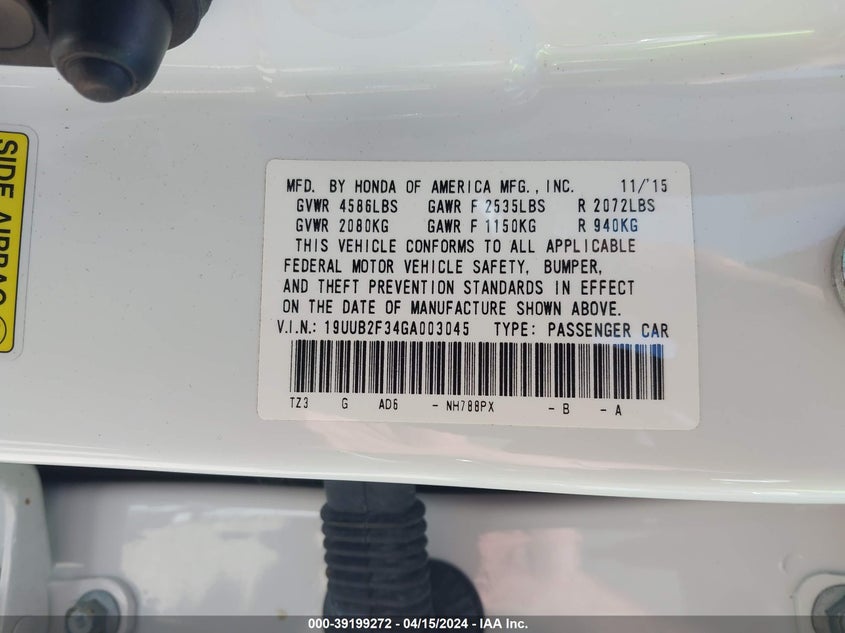 SIDE AIRBAG
MFD. BY HONDA OF AMERICA MFG., INC. 11/'15
GVWR 4586LBS GAWR F 2535LBS R 2072LBS
GVWR 2080KG GAWR F 1150KG R 940KG
THIS VEHICLE CONFORMS TO ALL APPLICABLE
FEDERAL MOTOR VEHICLE SAFETY, BUMPER,
AND THEFT PREVENTION STANDARDS IN EFFECT
ON THE DATE OF MANUFACTURE SHOWN ABOVE.
V.I.N.: 19UUB2F34GA003045 TYPE: PASSENGER CAR
TZ3 G AD6 - NH788PX - B - A
000-39199272 - 04/15/2024 - IAA Inc.